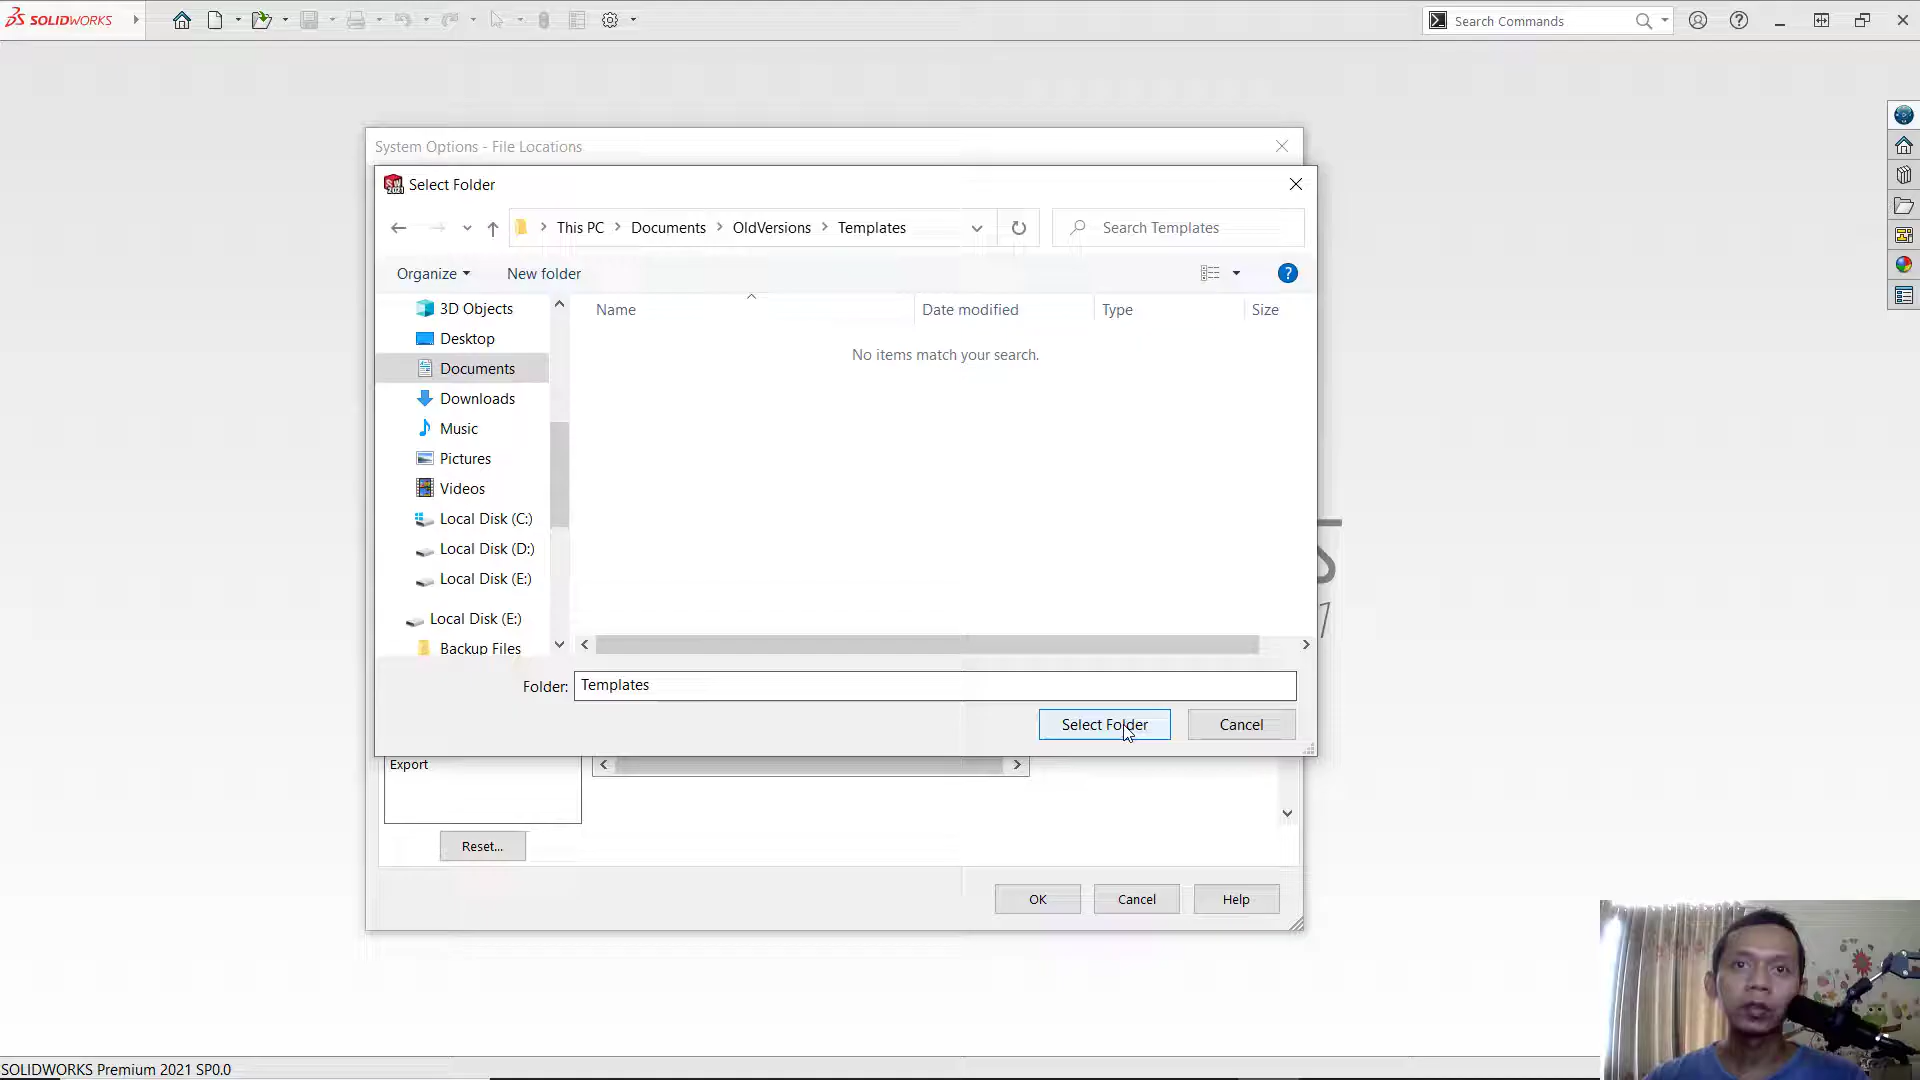 SOLIDWORKS
Search Commands
System Options - File Locations
Select Folder
This PC
Documents
OldVersions
Templates
Search Templates
Organize
New folder
3D Objects
Desktop
Documents
Downloads
Music
Pictures
Videos
Local Disk (C:)
Local Disk (D:)
Local Disk (E:)
Local Disk (E:)
Backup Files
Name
Date modified
Type
Size
No items match your search.
Folder:
Templates
Select Folder
Cancel
Export
Reset...
OK
Cancel
Help
SOLIDWORKS Premium 2021 SP0.0